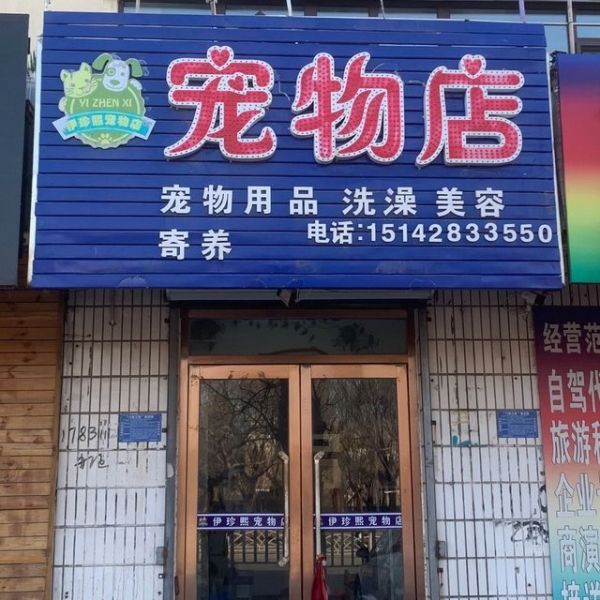 YI ZHEN XI
伊珍熙宠物店
宠物店
宠物用品 洗澡 美容
寄养
电话:15142833550
伊珍熙宠物店
伊珍熙宠物店
经营范
自驾代
旅游
企业
商演